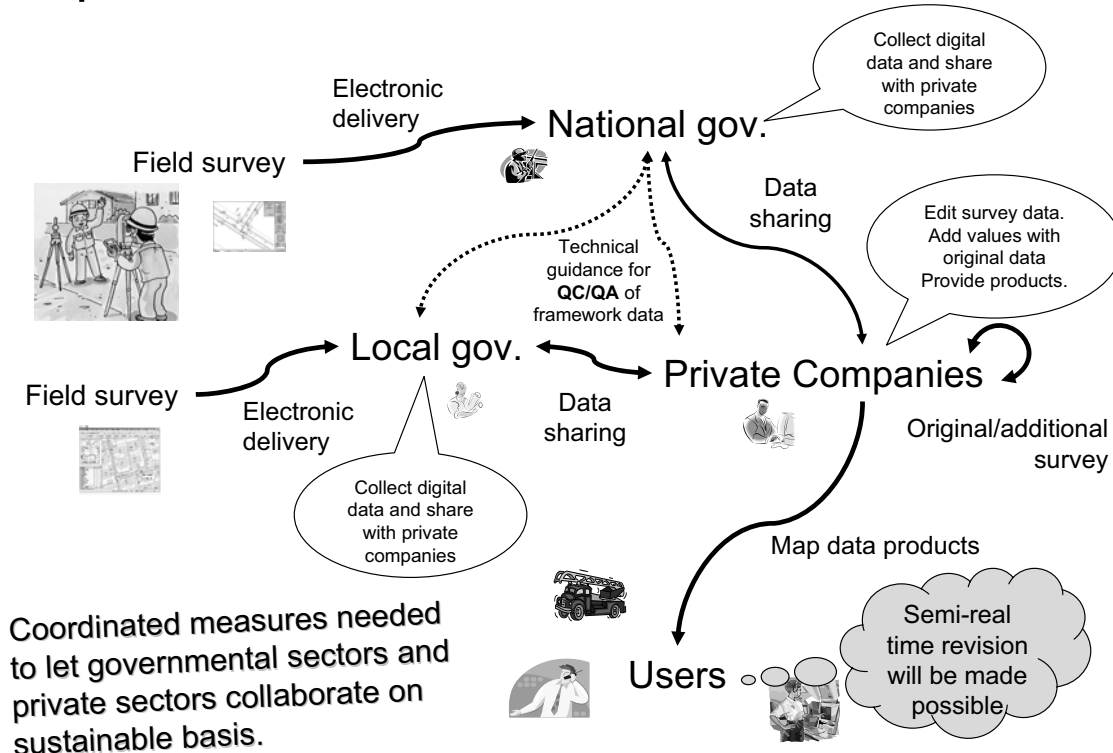 Collect digital
data and share
with private
companies
Electronic
delivery
National gov.
Field survey
Data
sharing
Edit survey data.
Add values with
original data
Provide products.
Technical
guidance for
QC/QA of
framework data
Local gov.
Private Companies
Field survey
Electronic
delivery
Data
sharing
Original/additional
survey
Collect digital
data and share
with private
companies
Map data products
Coordinated measures needed
to let governmental sectors and
private sectors collaborate on
sustainable basis.
Users
Semi-real
time revision
will be made
possible